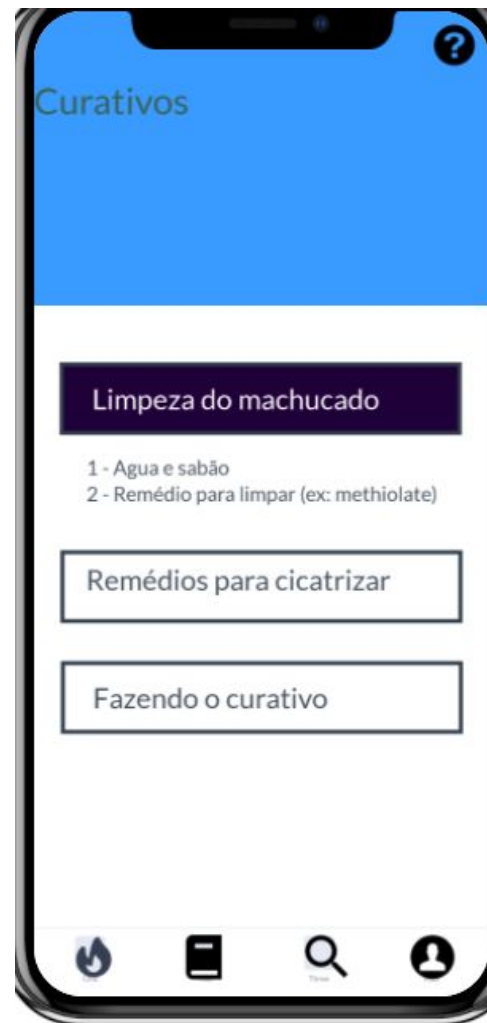 ?
Curativos
Limpeza do machucado
1 - Agua e sabão
2 - Remédio para limpar (ex: methiolate)
Remédios para cicatrizar
Fazendo o curativo